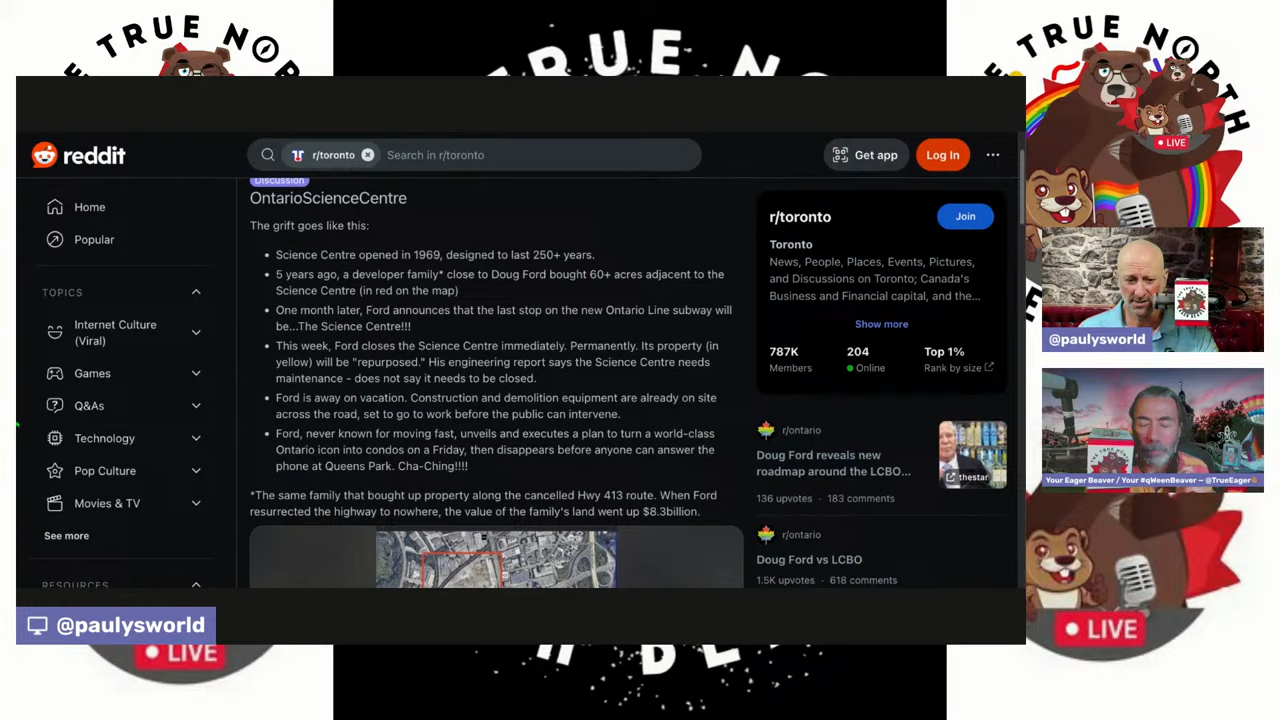 TRUE NO
TRUE N
E TRUE NORTH
LIVE
reddit
r/toronto
Search in r/toronto
Get app
Log In
Home
Popular
TOPICS
Internet Culture
(Viral)
Games
Q&As
Technology
Pop Culture
Movies & TV
See more
RESOURCES
Discussion
OntarioScienceCentre
The grift goes like this:
• Science Centre opened in 1969, designed to last 250+ years.
• 5 years ago, a developer family* close to Doug Ford bought 60+ acres adjacent to the
Science Centre (in red on the map)
• One month later, Ford announces that the last stop on the new Ontario Line subway will
be...The Science Centre!!!
• This week, Ford closes the Science Centre immediately. Permanently. Its property (in
yellow) will be "repurposed." His engineering report says the Science Centre needs
maintenance - does not say it needs to be closed.
• Ford is away on vacation. Construction and demolition equipment are already on site
across the road, set to go to work before the public can intervene.
• Ford, never known for moving fast, unveils and executes a plan to turn a world-class
Ontario icon into condos on a Friday, then disappears before anyone can answer the
phone at Queens Park. Cha-Ching!!!!
*The same family that bought up property along the cancelled Hwy 413 route. When Ford
resurrected the highway to nowhere, the value of the family's land went up $8.3billion.
r/toronto
Join
Toronto
News, People, Places, Events, Pictures,
and Discussions on Toronto; Canada's
Business and Financial capital, and the...
Show more
787K
204
Top 1%
Members
Online
Rank by size
r/ontario
Doug Ford reveals new
roadmap around the LCBO...
thestar
136 upvotes · 183 comments
r/ontario
Doug Ford vs LCBO
1.5K upvotes · 618 comments
@paulysworld
Your Eager Beaver / Your #qWeenBeaver – @TrueEager
@paulysworld
LIVE
LIVE